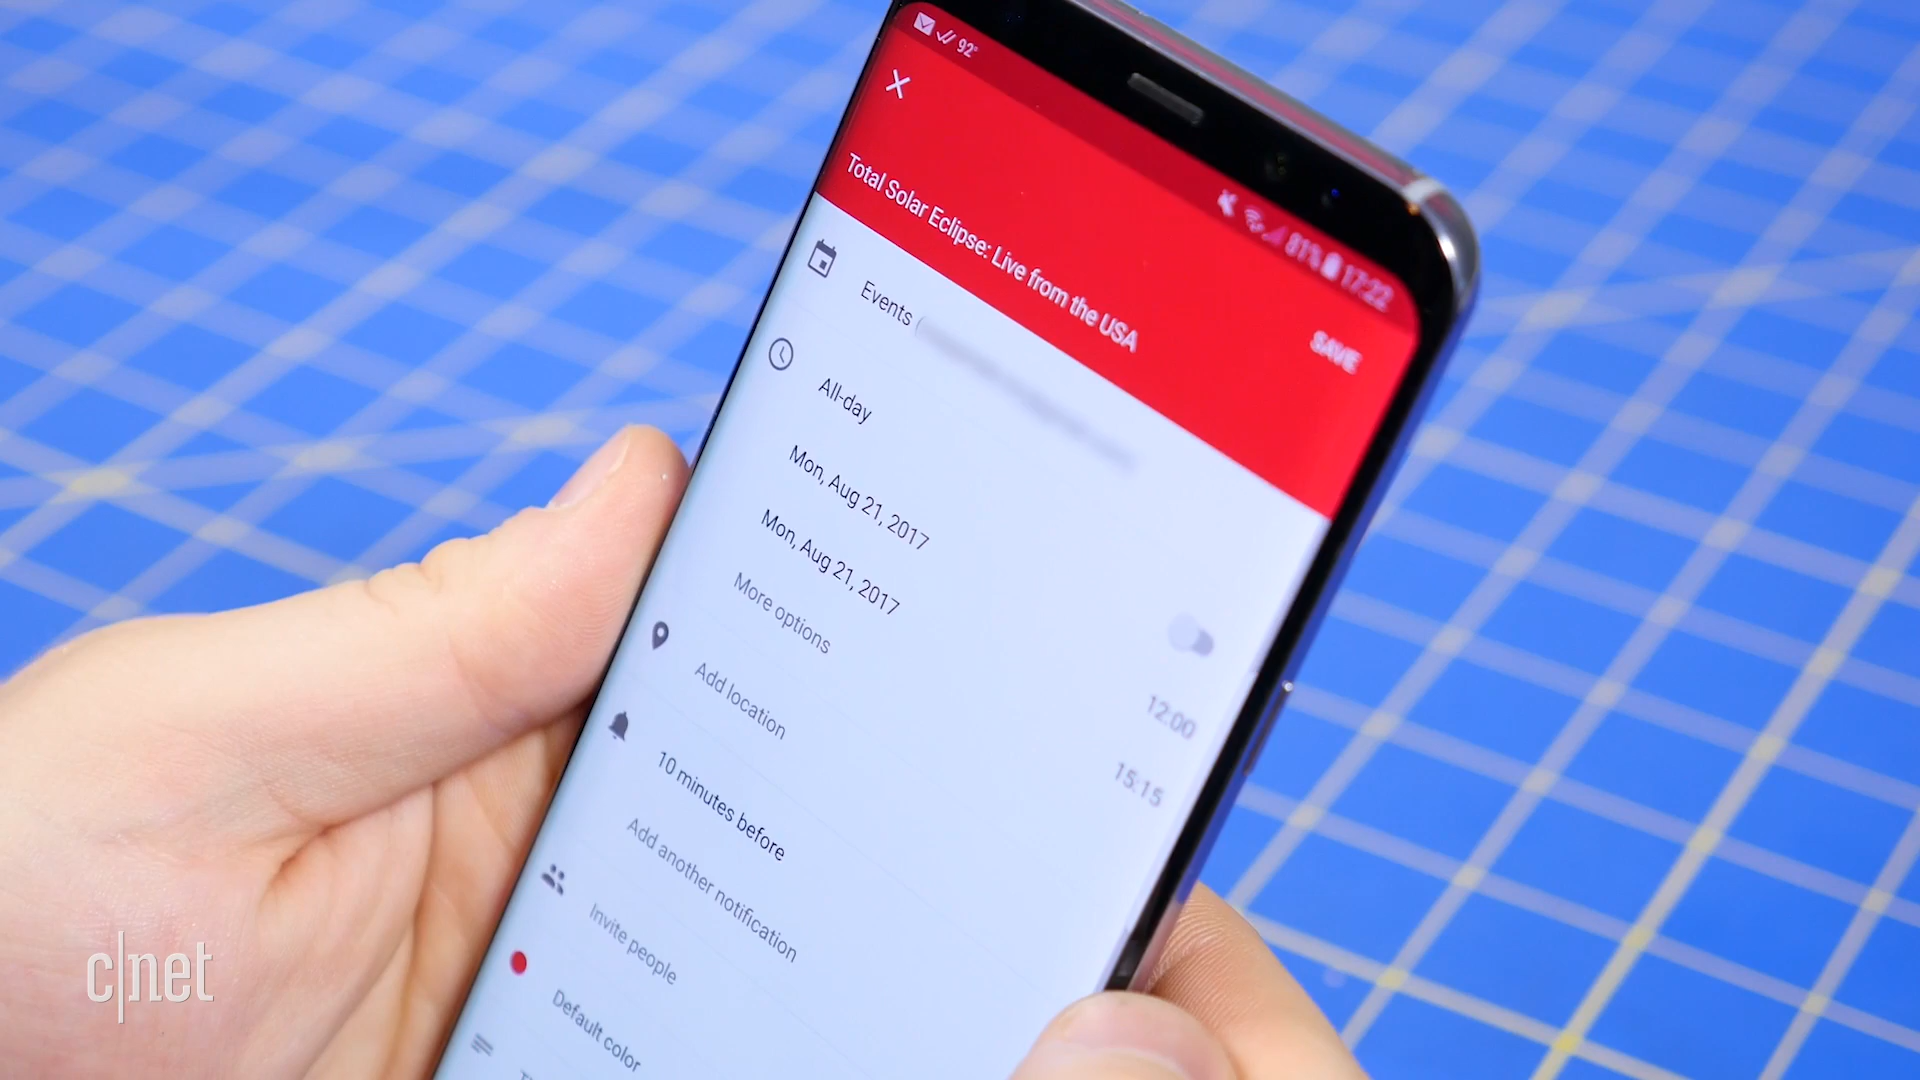 92°
81% 17:22
SAVE
Total Solar Eclipse: Live from the USA
Events (
All-day
Mon, Aug 21, 2017
12:00
Mon, Aug 21, 2017
15:15
More options
Add location
10 minutes before
Add another notification
Invite people
Default color
c|net